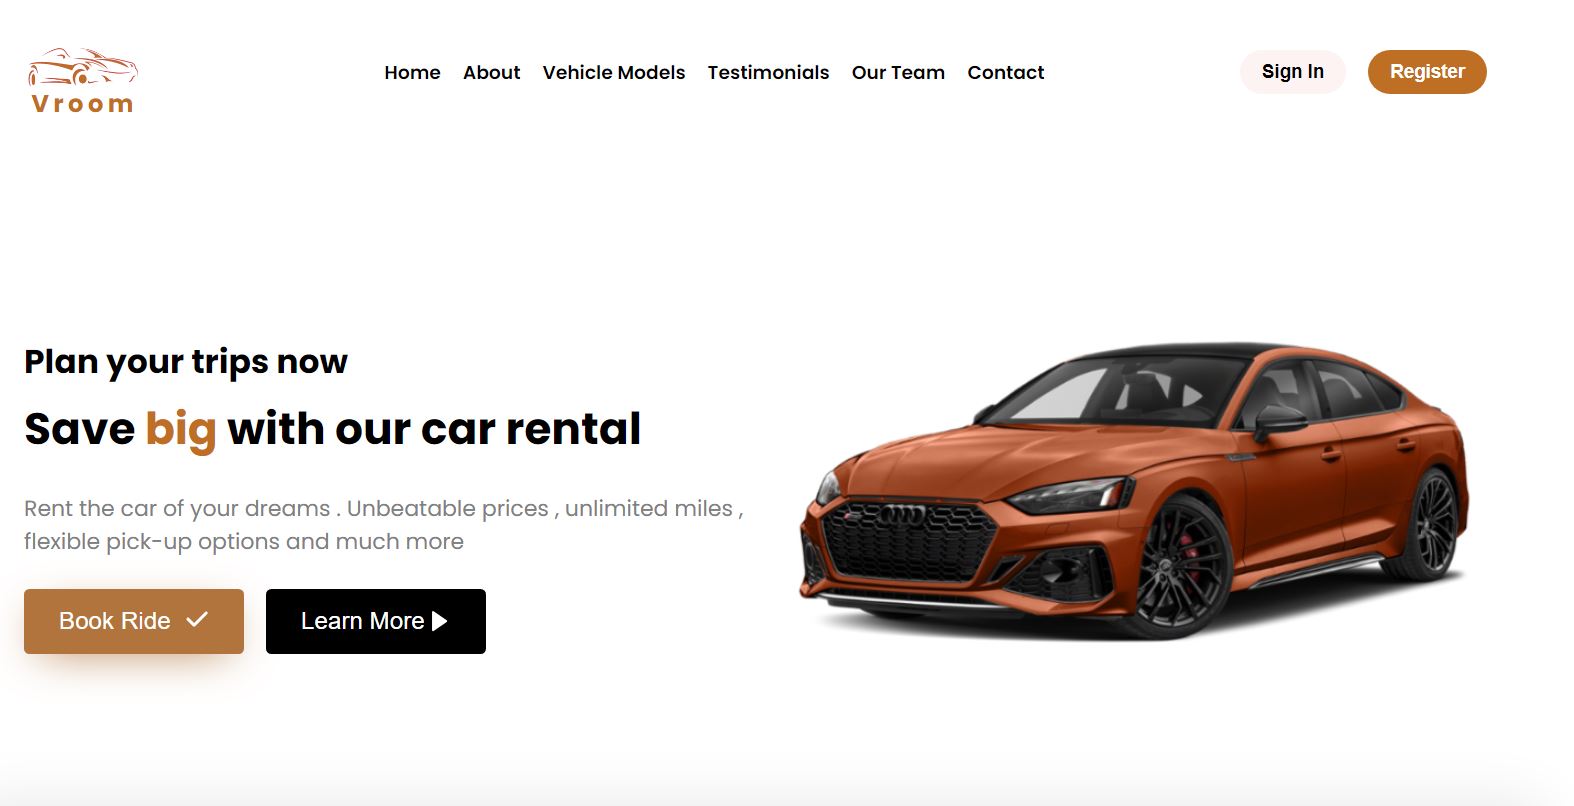 Vroom
Home About Vehicle Models Testimonials Our Team Contact
Sign In Register
Plan your trips now
Save big with our car rental
Rent the car of your dreams . Unbeatable prices , unlimited miles ,
flexible pick-up options and much more
Book Ride
Learn More